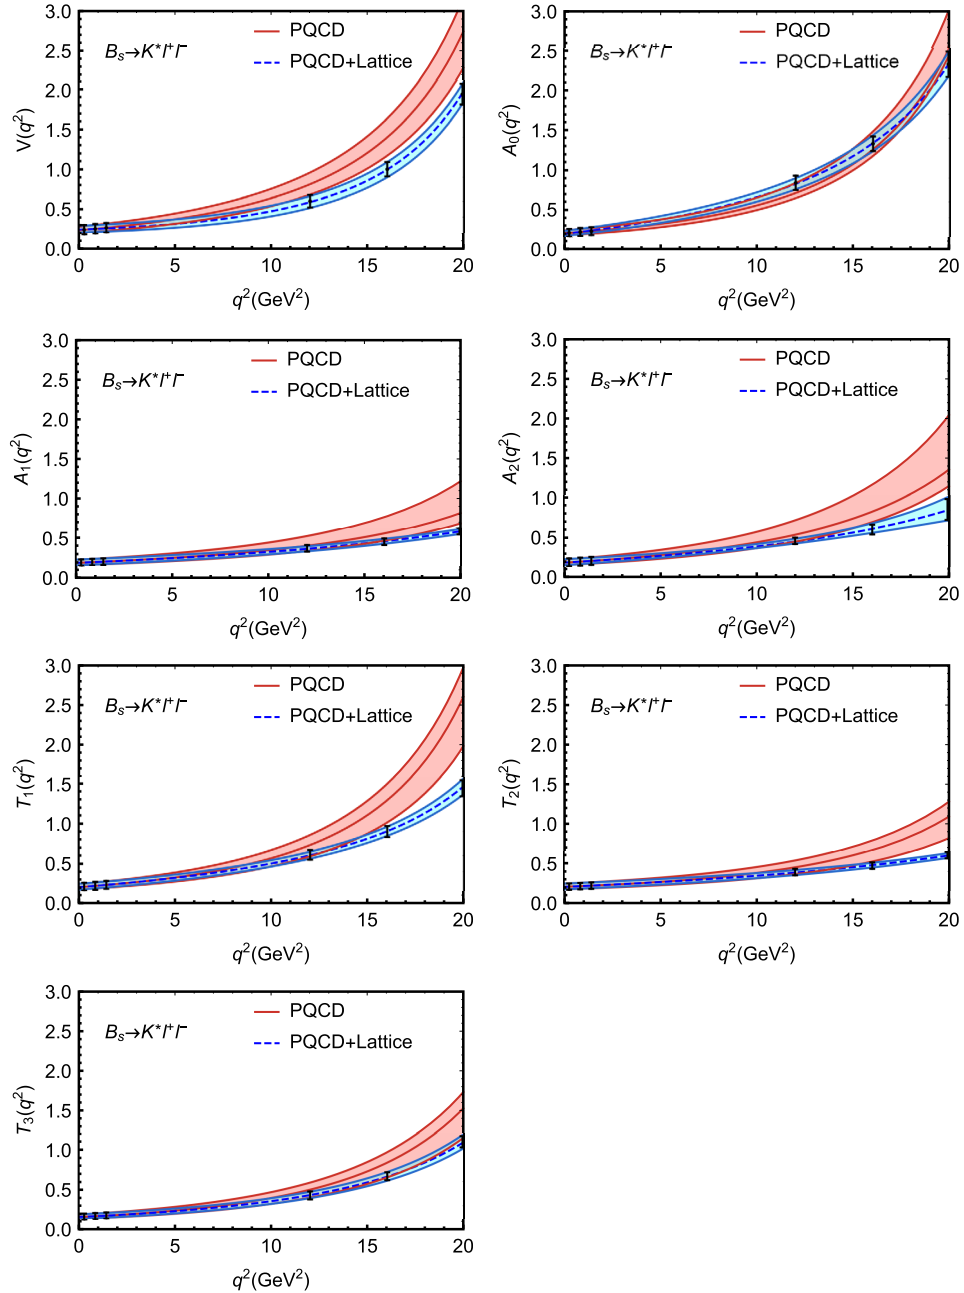 3.0
2.5
2.0
1.5
1.0
0.5
0.0
V(q²)
Bₛ→K*l⁺l⁻
PQCD
PQCD+Lattice
0 5 10 15 20
q²(GeV²)
3.0
2.5
2.0
1.5
1.0
0.5
0.0
A₀(q²)
Bₛ→K*l⁺l⁻
PQCD
PQCD+Lattice
0 5 10 15 20
q²(GeV²)
3.0
2.5
2.0
1.5
1.0
0.5
0.0
A₁(q²)
Bₛ→K*l⁺l⁻
PQCD
PQCD+Lattice
0 5 10 15 20
q²(GeV²)
3.0
2.5
2.0
1.5
1.0
0.5
0.0
A₂(q²)
Bₛ→K*l⁺l⁻
PQCD
PQCD+Lattice
0 5 10 15 20
q²(GeV²)
3.0
2.5
2.0
1.5
1.0
0.5
0.0
T₁(q²)
Bₛ→K*l⁺l⁻
PQCD
PQCD+Lattice
0 5 10 15 20
q²(GeV²)
3.0
2.5
2.0
1.5
1.0
0.5
0.0
T₂(q²)
Bₛ→K*l⁺l⁻
PQCD
PQCD+Lattice
0 5 10 15 20
q²(GeV²)
3.0
2.5
2.0
1.5
1.0
0.5
0.0
T₃(q²)
Bₛ→K*l⁺l⁻
PQCD
PQCD+Lattice
0 5 10 15 20
q²(GeV²)